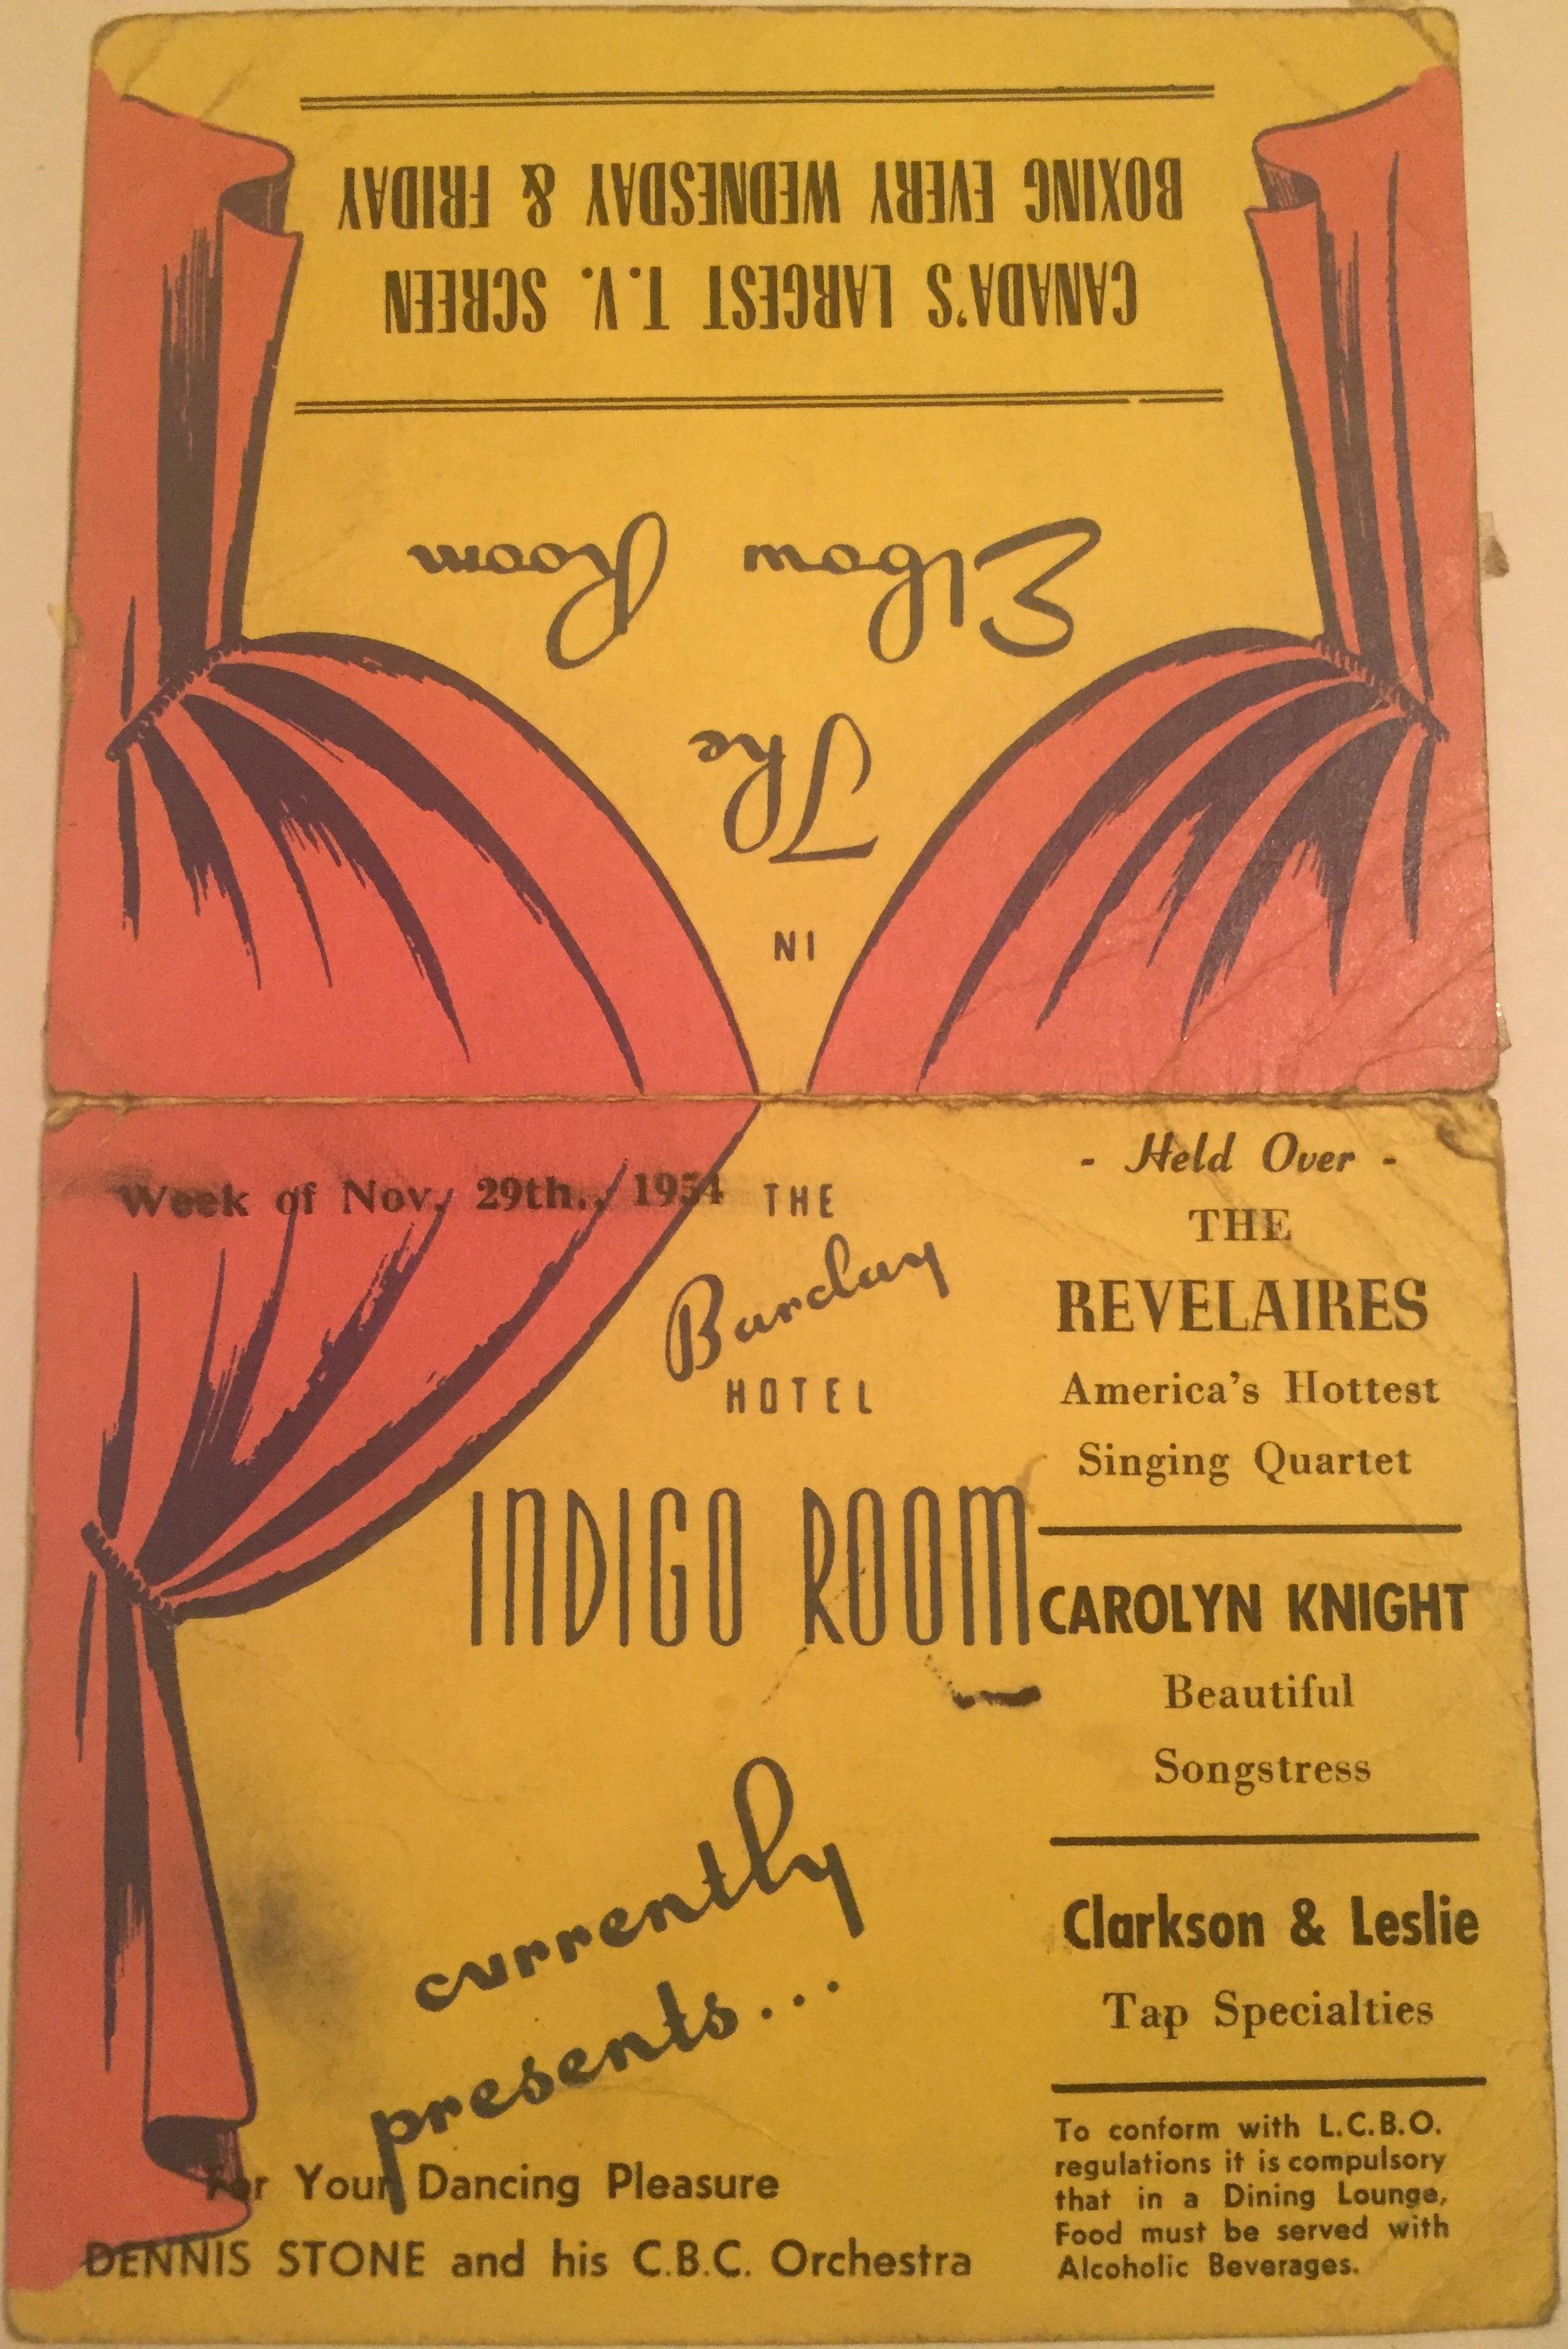 IN
The
Elbow Room
CANADA'S LARGEST T.V. SCREEN
BOXING EVERY WEDNESDAY & FRIDAY
Week of Nov. 29th., 1954
THE
Barclay
HOTEL
INDIGO ROOM
currently
presents...
For Your Dancing Pleasure
DENNIS STONE and his C.B.C. Orchestra
- Held Over -
THE
REVELAIRES
America's Hottest
Singing Quartet
CAROLYN KNIGHT
Beautiful
Songstress
Clarkson & Leslie
Tap Specialties
To conform with L.C.B.O.
regulations it is compulsory
that in a Dining Lounge,
Food must be served with
Alcoholic Beverages.